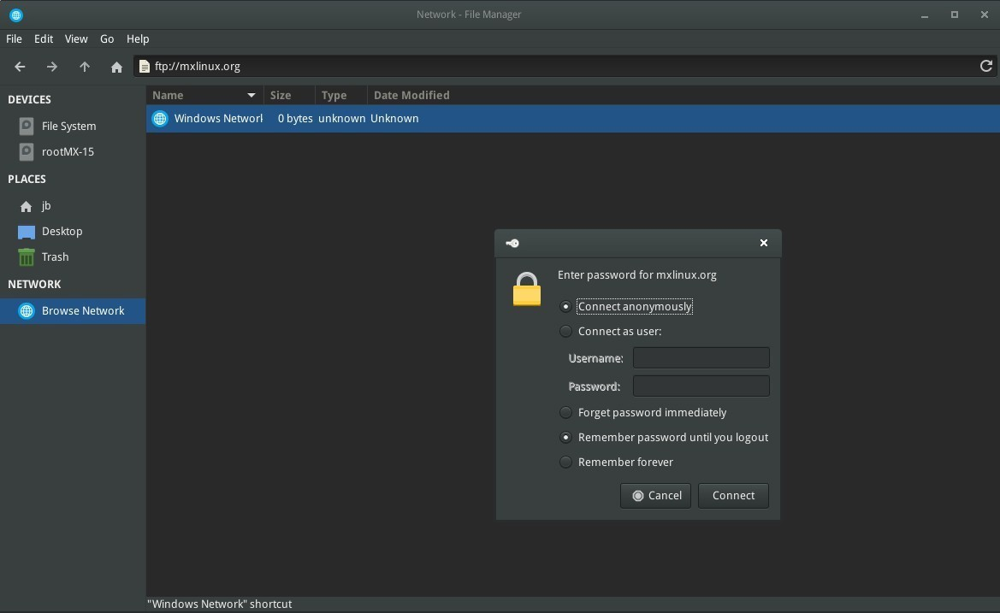 Network - File Manager
File Edit View Go Help
ftp://mxlinux.org
DEVICES
File System
rootMX-15
PLACES
jb
Desktop
Trash
NETWORK
Browse Network
Name Size Type Date Modified
Windows Network 0 bytes unknown Unknown
Enter password for mxlinux.org
Connect anonymously
Connect as user:
Username:
Password:
Forget password immediately
Remember password until you logout
Remember forever
Cancel Connect
"Windows Network" shortcut